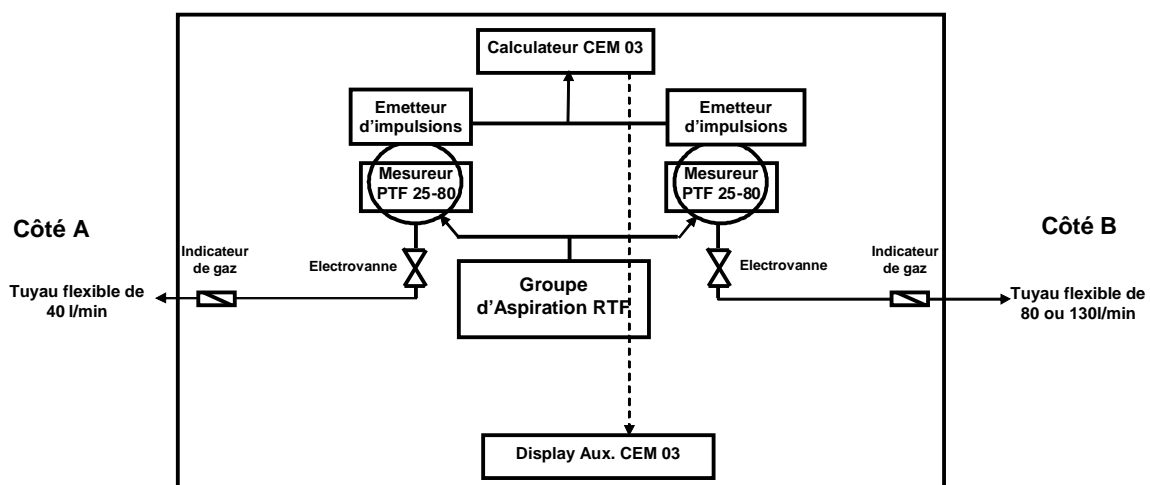 Calculateur CEM 03
Emetteur
d'impulsions
Emetteur
d'impulsions
Mesureur
PTF 25-80
Mesureur
PTF 25-80
Côté A
Côté B
Indicateur
de gaz
Electrovanne
Electrovanne
Indicateur
de gaz
Groupe
d'Aspiration RTF
Tuyau flexible de
40 l/min
Tuyau flexible de
80 ou 130l/min
Display Aux. CEM 03